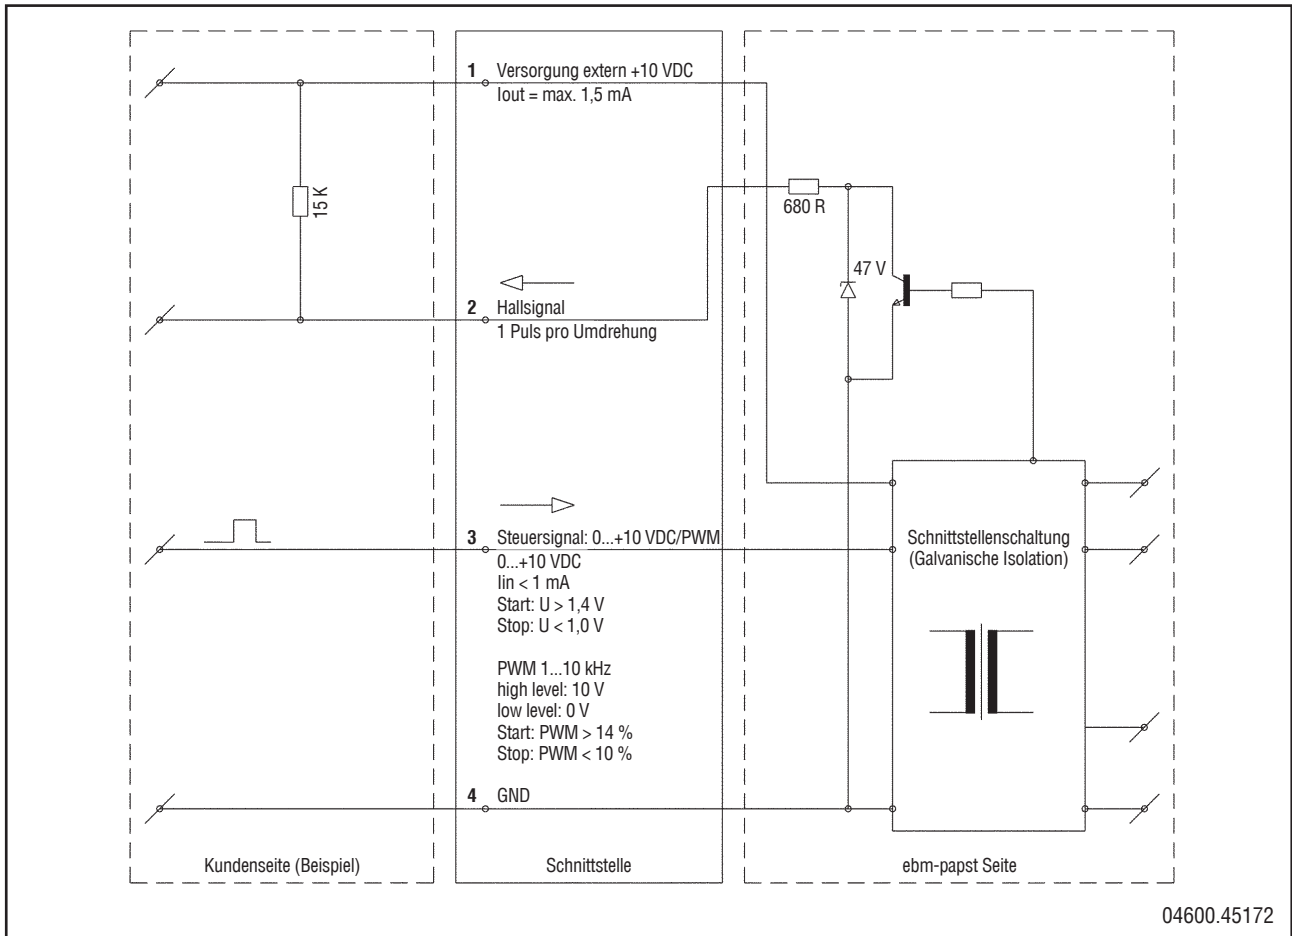 1 Versorgung extern +10 VDC
Iout = max. 1,5 mA
15 K
680 R
47 V
2 Hallsignal
1 Puls pro Umdrehung
3 Steuersignal: 0...+10 VDC/PWM
0...+10 VDC
Iin < 1 mA
Start: U > 1,4 V
Stop: U < 1,0 V
PWM 1...10 kHz
high level: 10 V
low level: 0 V
Start: PWM > 14 %
Stop: PWM < 10 %
Schnittstellenschaltung
(Galvanische Isolation)
4 GND
Kundenseite (Beispiel)
Schnittstelle
ebm-papst Seite
04600.45172